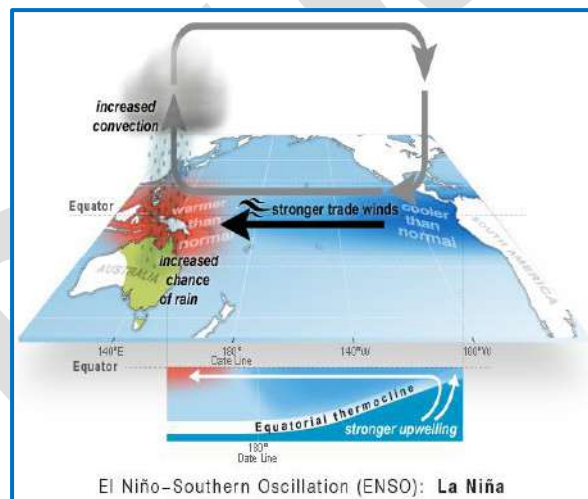 increased
convection
Equator
warmer
than
normal
stronger trade winds
cooler
than
normal
AUSTRALIA
increased
chance
of rain
SOUTH AMERICA
140°E
180°
Date Line
140°W
100°W
Equator
Equatorial thermocline
stronger upwelling
180°
Date Line
El Niño–Southern Oscillation (ENSO): La Niña